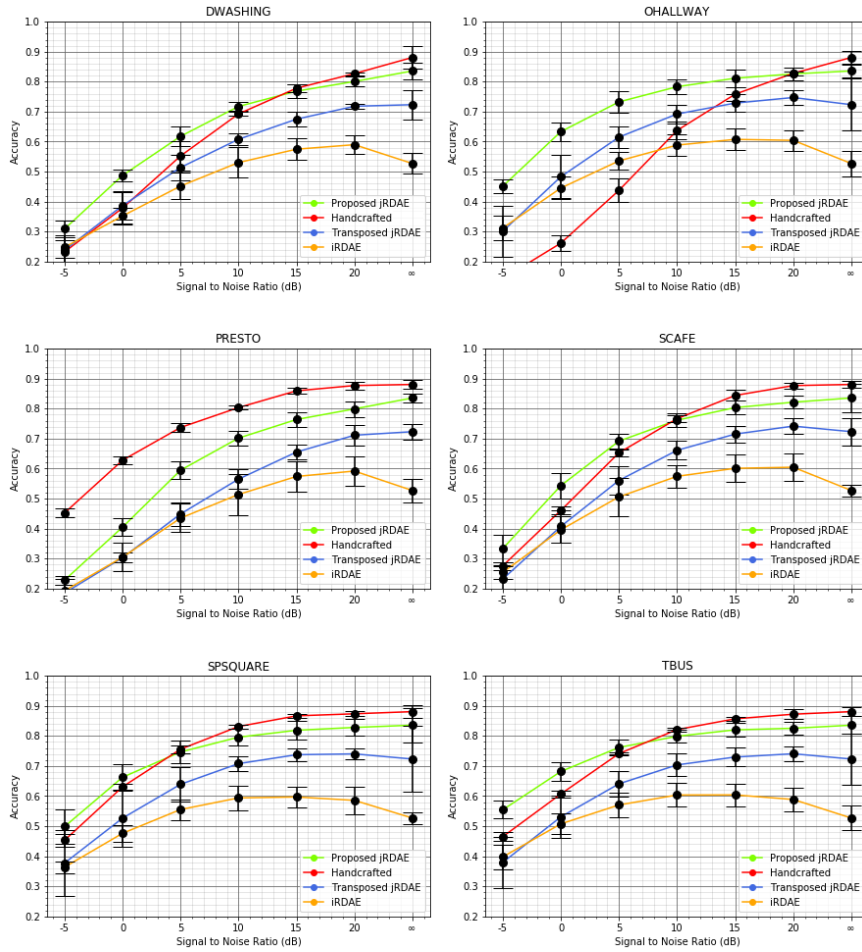 DWASHING
1.0
0.9
0.8
0.7
0.6
0.5
0.4
0.3
0.2
Accuracy
Proposed jRDAE
Handcrafted
Transposed jRDAE
iRDAE
-5 0 5 10 15 20 ∞
Signal to Noise Ratio (dB)
OHALLWAY
1.0
0.9
0.8
0.7
0.6
0.5
0.4
0.3
0.2
Accuracy
Proposed jRDAE
Handcrafted
Transposed jRDAE
iRDAE
-5 0 5 10 15 20 ∞
Signal to Noise Ratio (dB)
PRESTO
1.0
0.9
0.8
0.7
0.6
0.5
0.4
0.3
0.2
Accuracy
Proposed jRDAE
Handcrafted
Transposed jRDAE
iRDAE
-5 0 5 10 15 20 ∞
Signal to Noise Ratio (dB)
SCAFE
1.0
0.9
0.8
0.7
0.6
0.5
0.4
0.3
0.2
Accuracy
Proposed jRDAE
Handcrafted
Transposed jRDAE
iRDAE
-5 0 5 10 15 20 ∞
Signal to Noise Ratio (dB)
SPSQUARE
1.0
0.9
0.8
0.7
0.6
0.5
0.4
0.3
0.2
Accuracy
Proposed jRDAE
Handcrafted
Transposed jRDAE
iRDAE
-5 0 5 10 15 20 ∞
Signal to Noise Ratio (dB)
TBUS
1.0
0.9
0.8
0.7
0.6
0.5
0.4
0.3
0.2
Accuracy
Proposed jRDAE
Handcrafted
Transposed jRDAE
iRDAE
-5 0 5 10 15 20 ∞
Signal to Noise Ratio (dB)